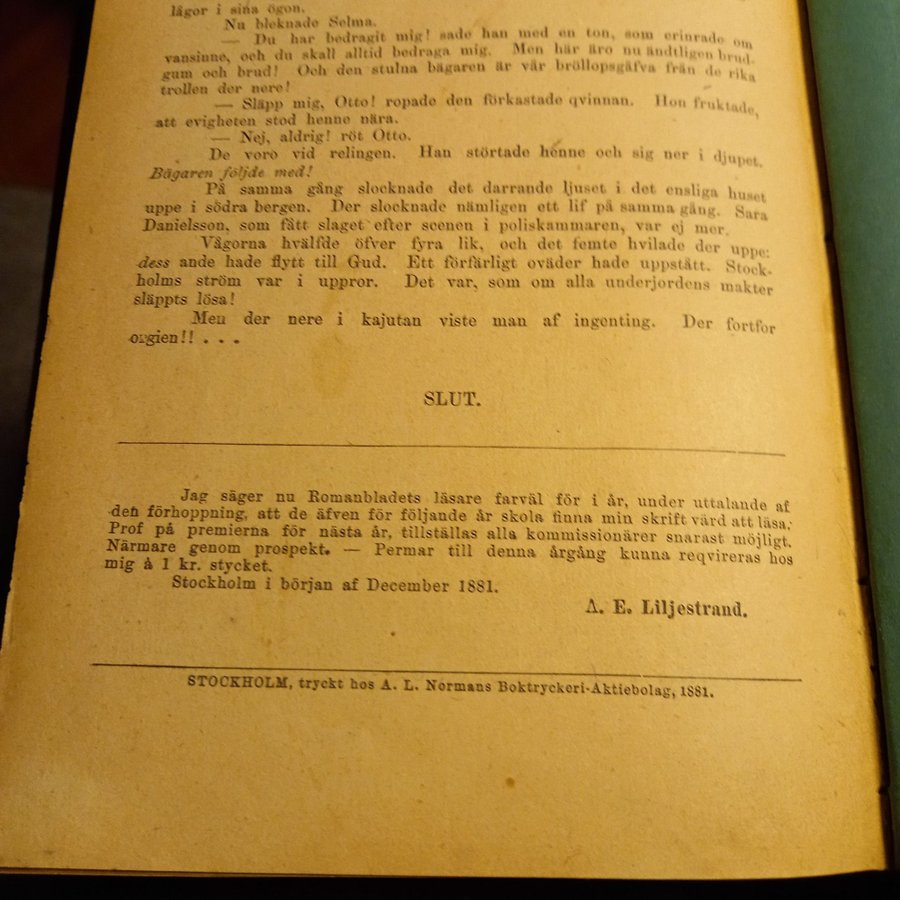 lågor i sina ögon.
Nu bleknade Selma.
— Du har bedragit mig! sade han med en ton, som erinrade om
vansinne, och du skall alltid bedraga mig. Men här äro nu ändtligen brud-
gum och brud! Och den stulna bägaren är vår bröllopsgåfva från de rika
trollen der nere!
— Släpp mig, Otto! ropade den förkastade qvinnan. Hon fruktade,
att evigheten stod henne nära.
— Nej, aldrig! röt Otto.
De voro vid relingen. Han störtade henne och sig ner i djupet.
Bägaren följde med!
På samma gång slocknade det darrande ljuset i det ensliga huset
uppe i södra bergen. Der slocknade nämligen ett lif på samma gång. Sara
Danielsson, som fått slaget efter scenen i poliskammaren, var ej mer.
Vågorna hvälfde öfver fyra lik, och det femte hvilade der uppe:
dess ande hade flytt till Gud. Ett förfärligt oväder hade uppstått. Stock-
holms ström var i uppror. Det var, som om alla underjordens makter
släppts lösa!
Men der nere i kajutan viste man af ingenting. Der fortfor
orgien!! . . .
SLUT.
Jag säger nu Romanbladets läsare farväl för i år, under uttalande af
den förhoppning, att de äfven för följande år skola finna min skrift värd att läsa.
Prof på premierna för nästa år, tillställas alla kommissionärer snarast möjligt.
Närmare genom prospekt. — Permar till denna årgång kunna reqvireras hos
mig à 1 kr. stycket.
Stockholm i början af December 1881.
A. E. Liljestrand.
STOCKHOLM, tryckt hos A. L. Normans Boktryckeri-Aktiebolag, 1881.